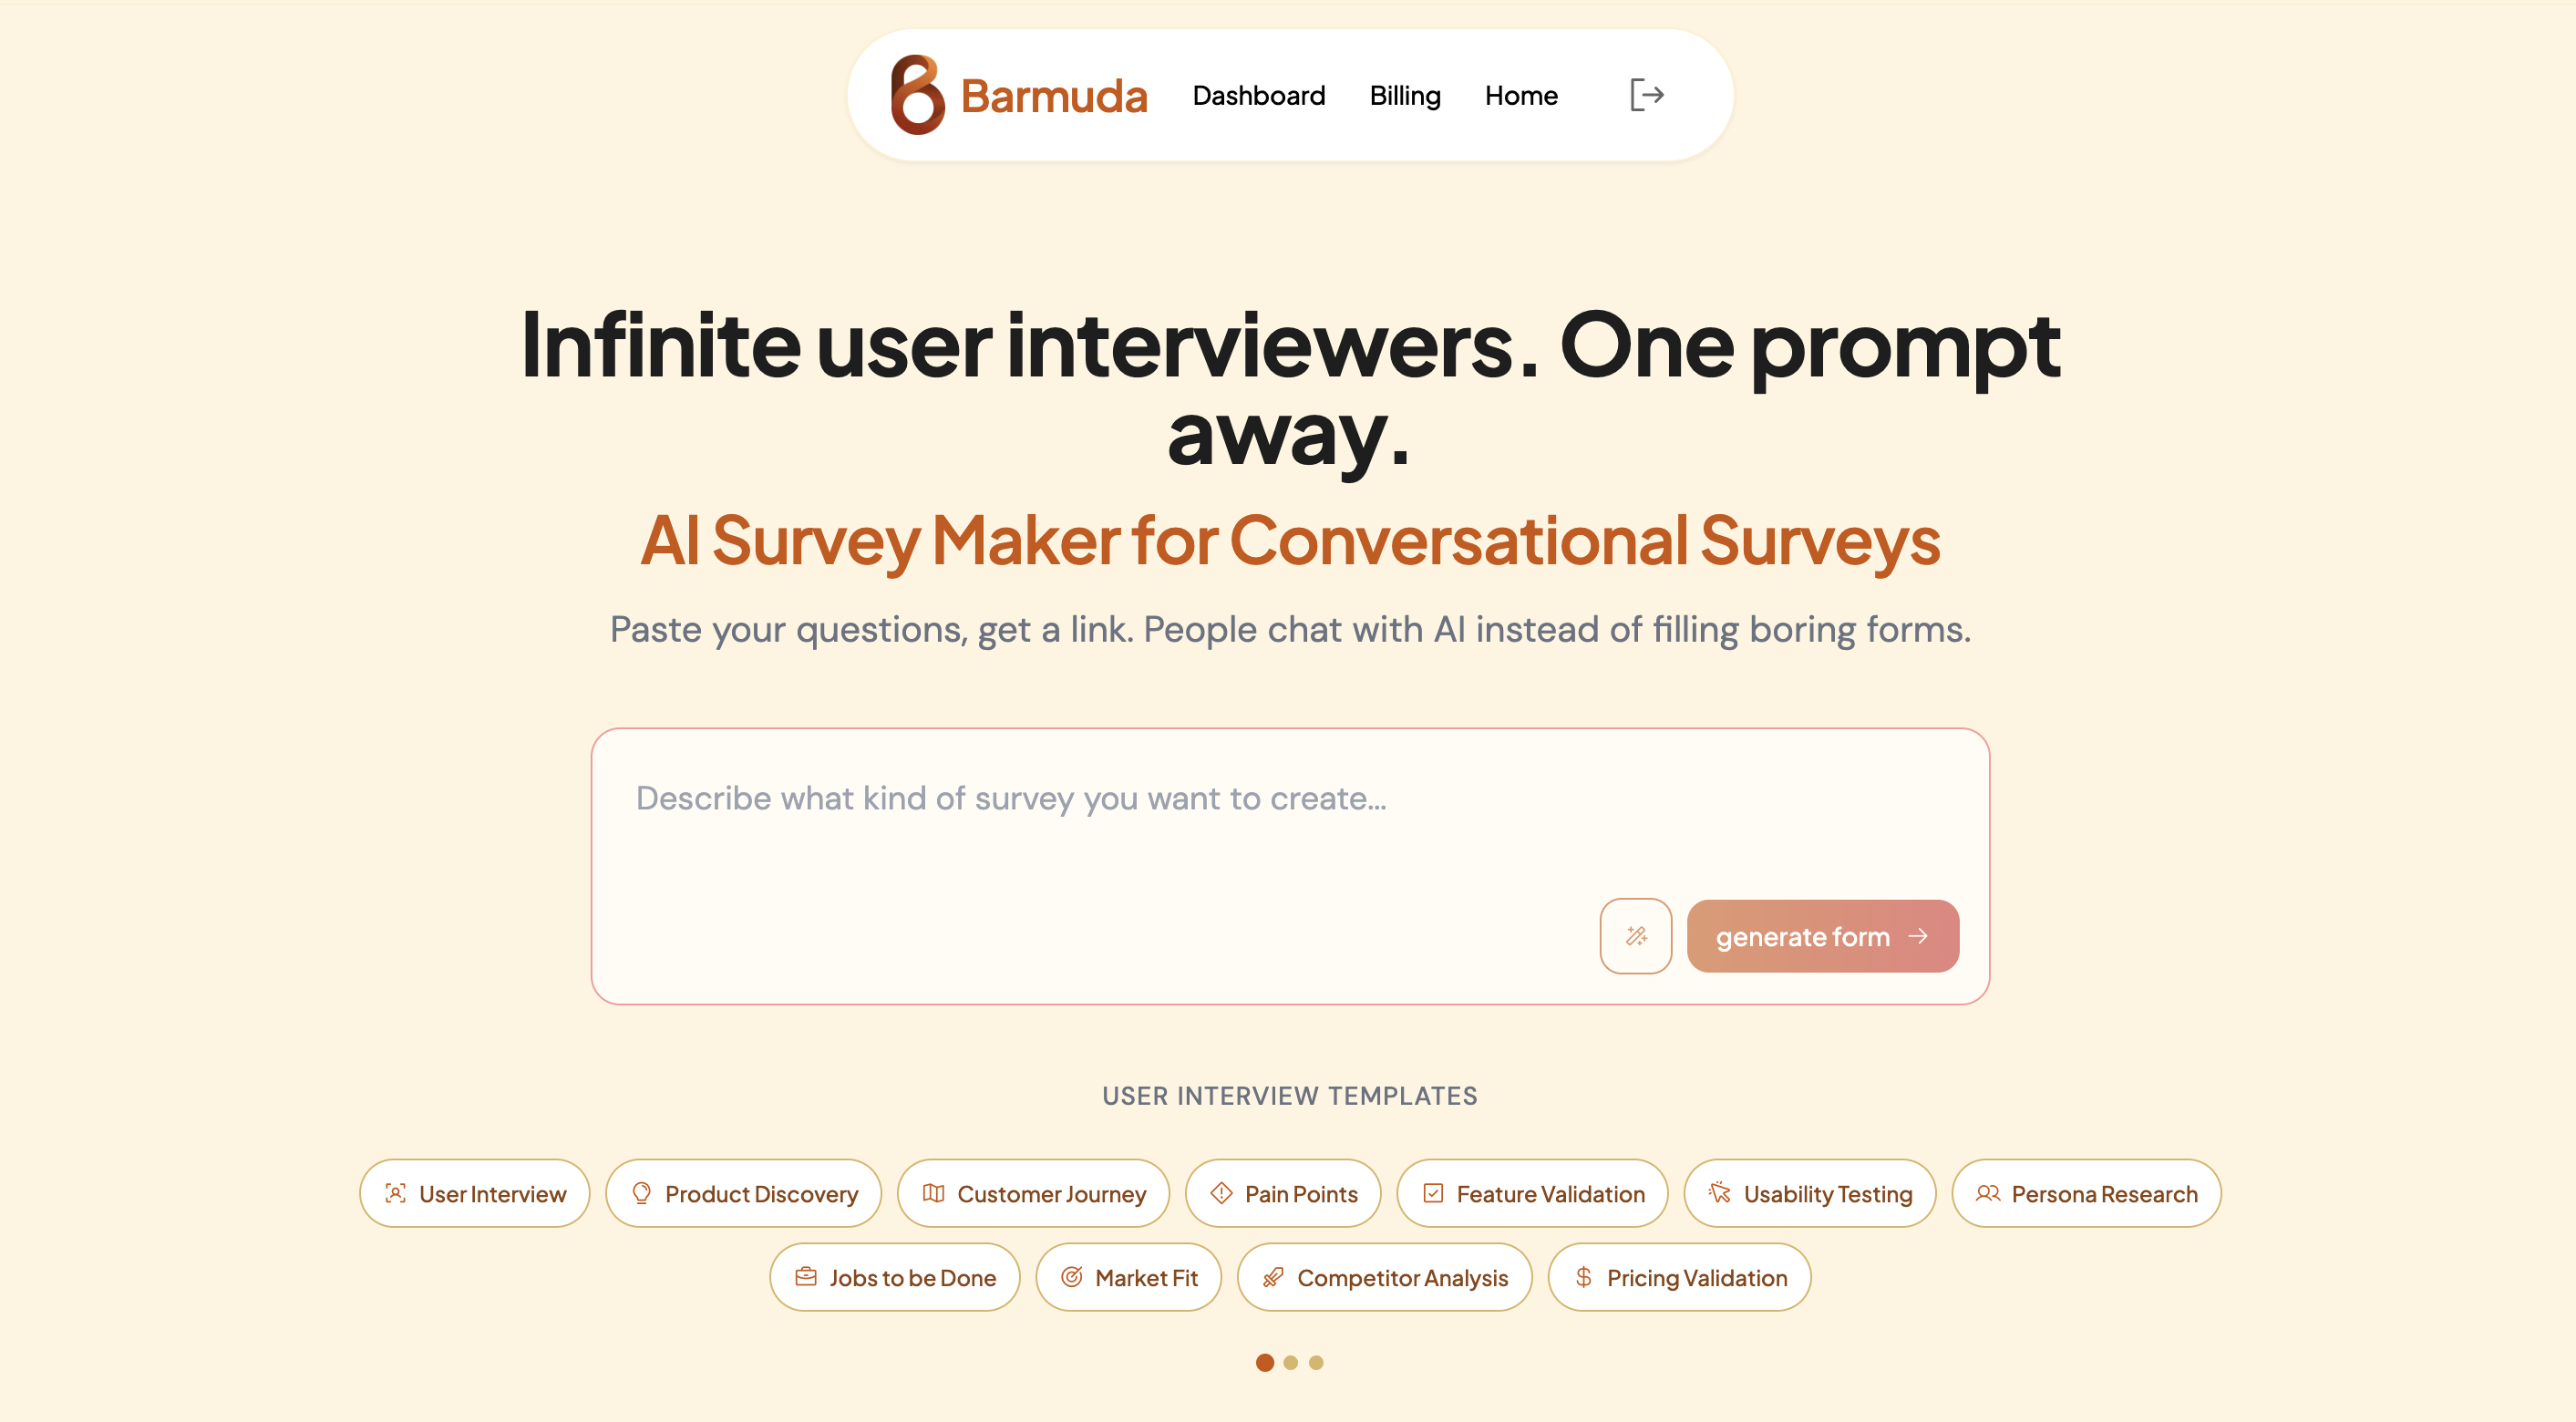 Barmuda Dashboard Billing Home
Infinite user interviewers. One prompt
away.
AI Survey Maker for Conversational Surveys
Paste your questions, get a link. People chat with AI instead of filling boring forms.
Describe what kind of survey you want to create...
generate form
USER INTERVIEW TEMPLATES
User Interview Product Discovery Customer Journey Pain Points Feature Validation Usability Testing Persona Research
Jobs to be Done Market Fit Competitor Analysis Pricing Validation